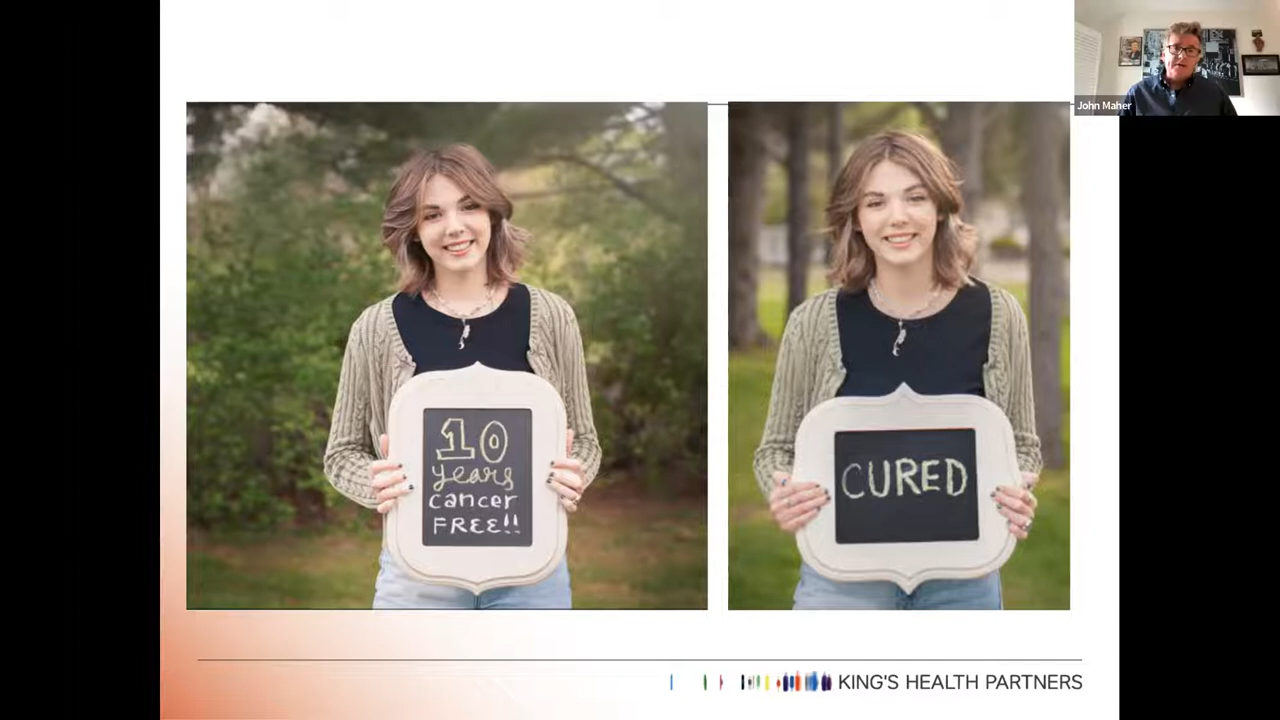 John Maher
10
years
cancer
FREE!!
CURED
KING'S HEALTH PARTNERS